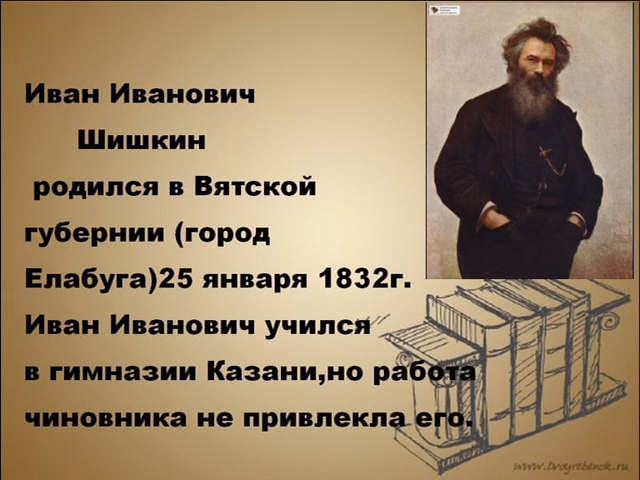 Иван Иванович
Шишкин
родился в Вятской
губернии (город
Елабуга)25 января 1832г.
Иван Иванович учился
в гимназии Казани,но работа
чиновника не привлекла его.
www.tvoyrebenok.ru